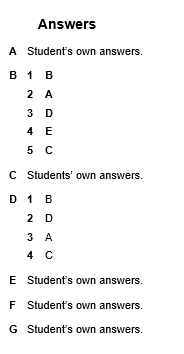 Answers
A Student's own answers.
B 1 B
2 A
3 D
4 E
5 C
C Students' own answers.
D 1 B
2 D
3 A
4 C
E Student's own answers.
F Student's own answers.
G Student's own answers.